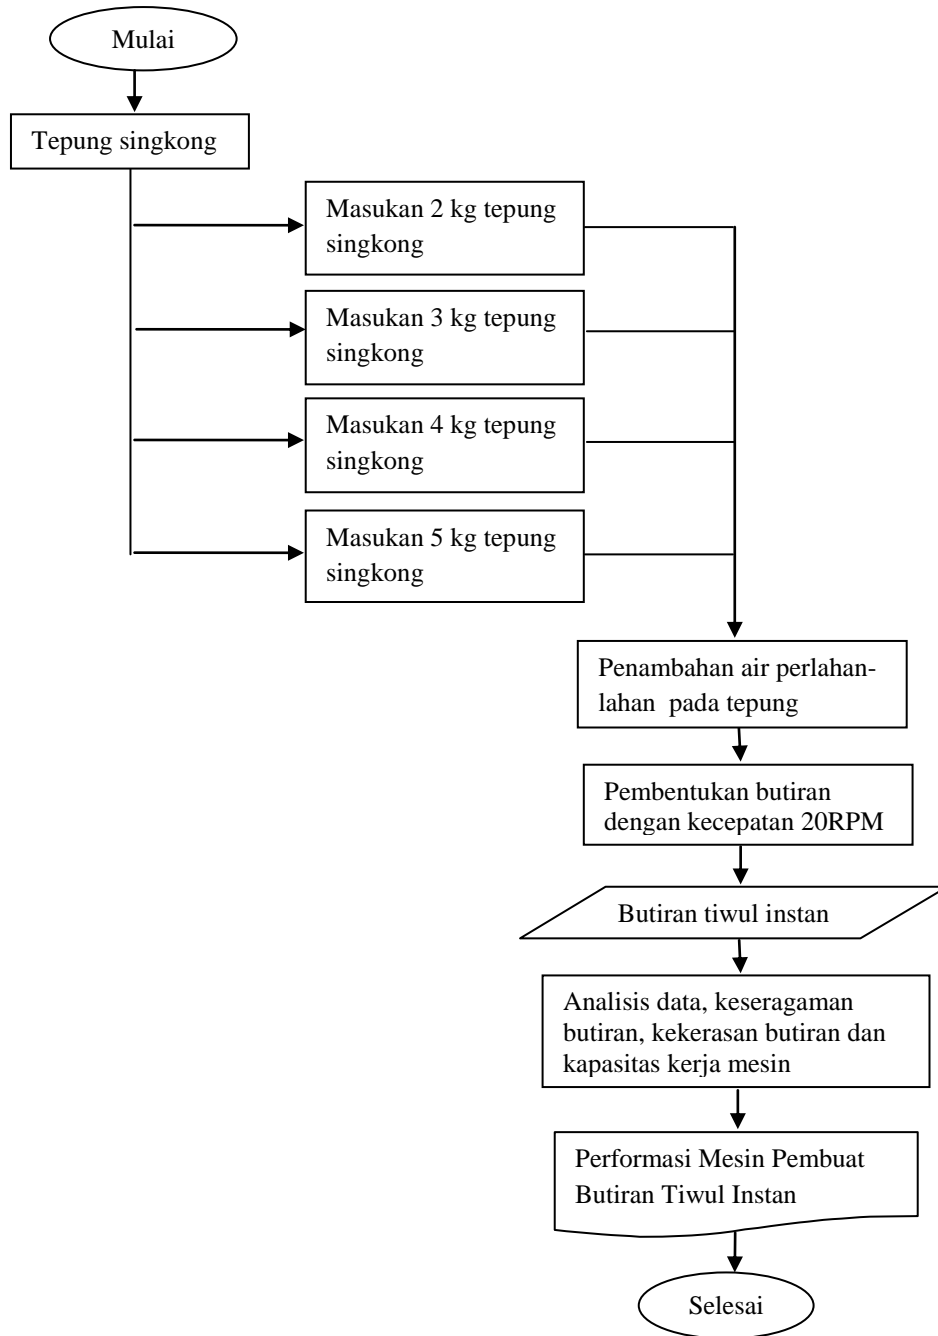 Mulai
Tepung singkong
Masukan 2 kg tepung
singkong
Masukan 3 kg tepung
singkong
Masukan 4 kg tepung
singkong
Masukan 5 kg tepung
singkong
Penambahan air perlahan-
lahan pada tepung
Pembentukan butiran
dengan kecepatan 20RPM
Butiran tiwul instan
Analisis data, keseragaman
butiran, kekerasan butiran dan
kapasitas kerja mesin
Performasi Mesin Pembuat
Butiran Tiwul Instan
Selesai